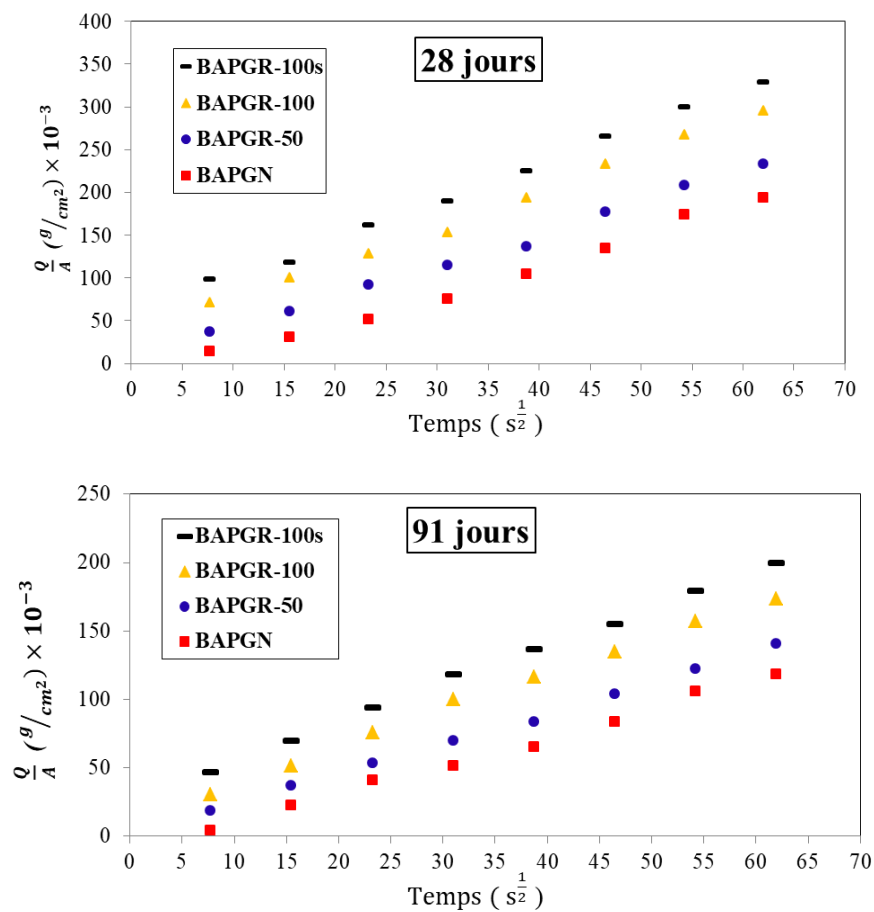 400
350
300
250
200
150
100
50
0
Q/A (g/cm²) × 10⁻³
28 jours
BAPGR-100s
BAPGR-100
BAPGR-50
BAPGN
0 5 10 15 20 25 30 35 40 45 50 55 60 65 70
Temps ( s^1/2 )
250
200
150
100
50
0
Q/A (g/cm²) × 10⁻³
91 jours
BAPGR-100s
BAPGR-100
BAPGR-50
BAPGN
0 5 10 15 20 25 30 35 40 45 50 55 60 65 70
Temps ( s^1/2 )